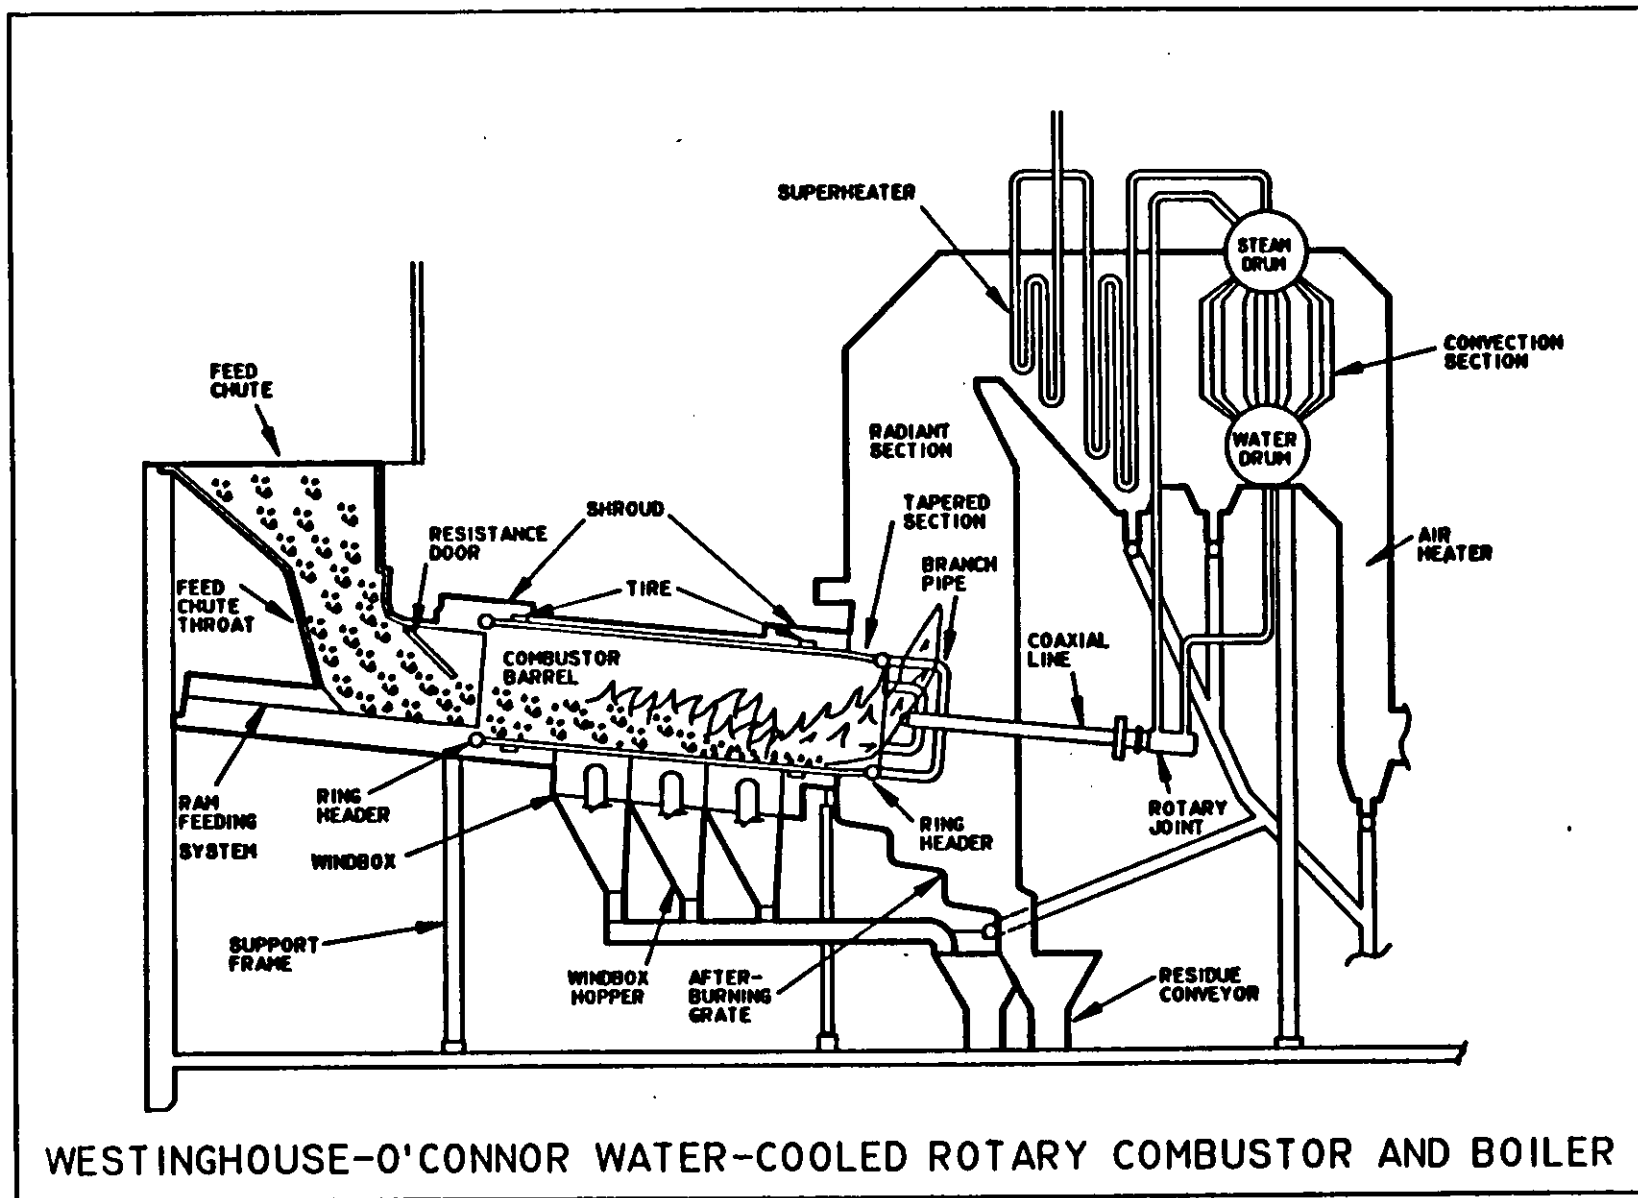 SUPERHEATER
STEAM
DRUM
CONVECTION
SECTION
FEED
CHUTE
RADIANT
SECTION
WATER
DRUM
SHROUD
TAPERED
SECTION
RESISTANCE
DOOR
AIR
HEATER
BRANCH
PIPE
FEED
CHUTE
THROAT
TIRE
COAXIAL
LINE
COMBUSTOR
BARREL
RAM
FEEDING
SYSTEM
RING
HEADER
ROTARY
JOINT
RING
HEADER
WINDBOX
SUPPORT
FRAME
WINDBOX
HOPPER
AFTER-
BURNING
GRATE
RESIDUE
CONVEYOR
WESTINGHOUSE-O'CONNOR WATER-COOLED ROTARY COMBUSTOR AND BOILER